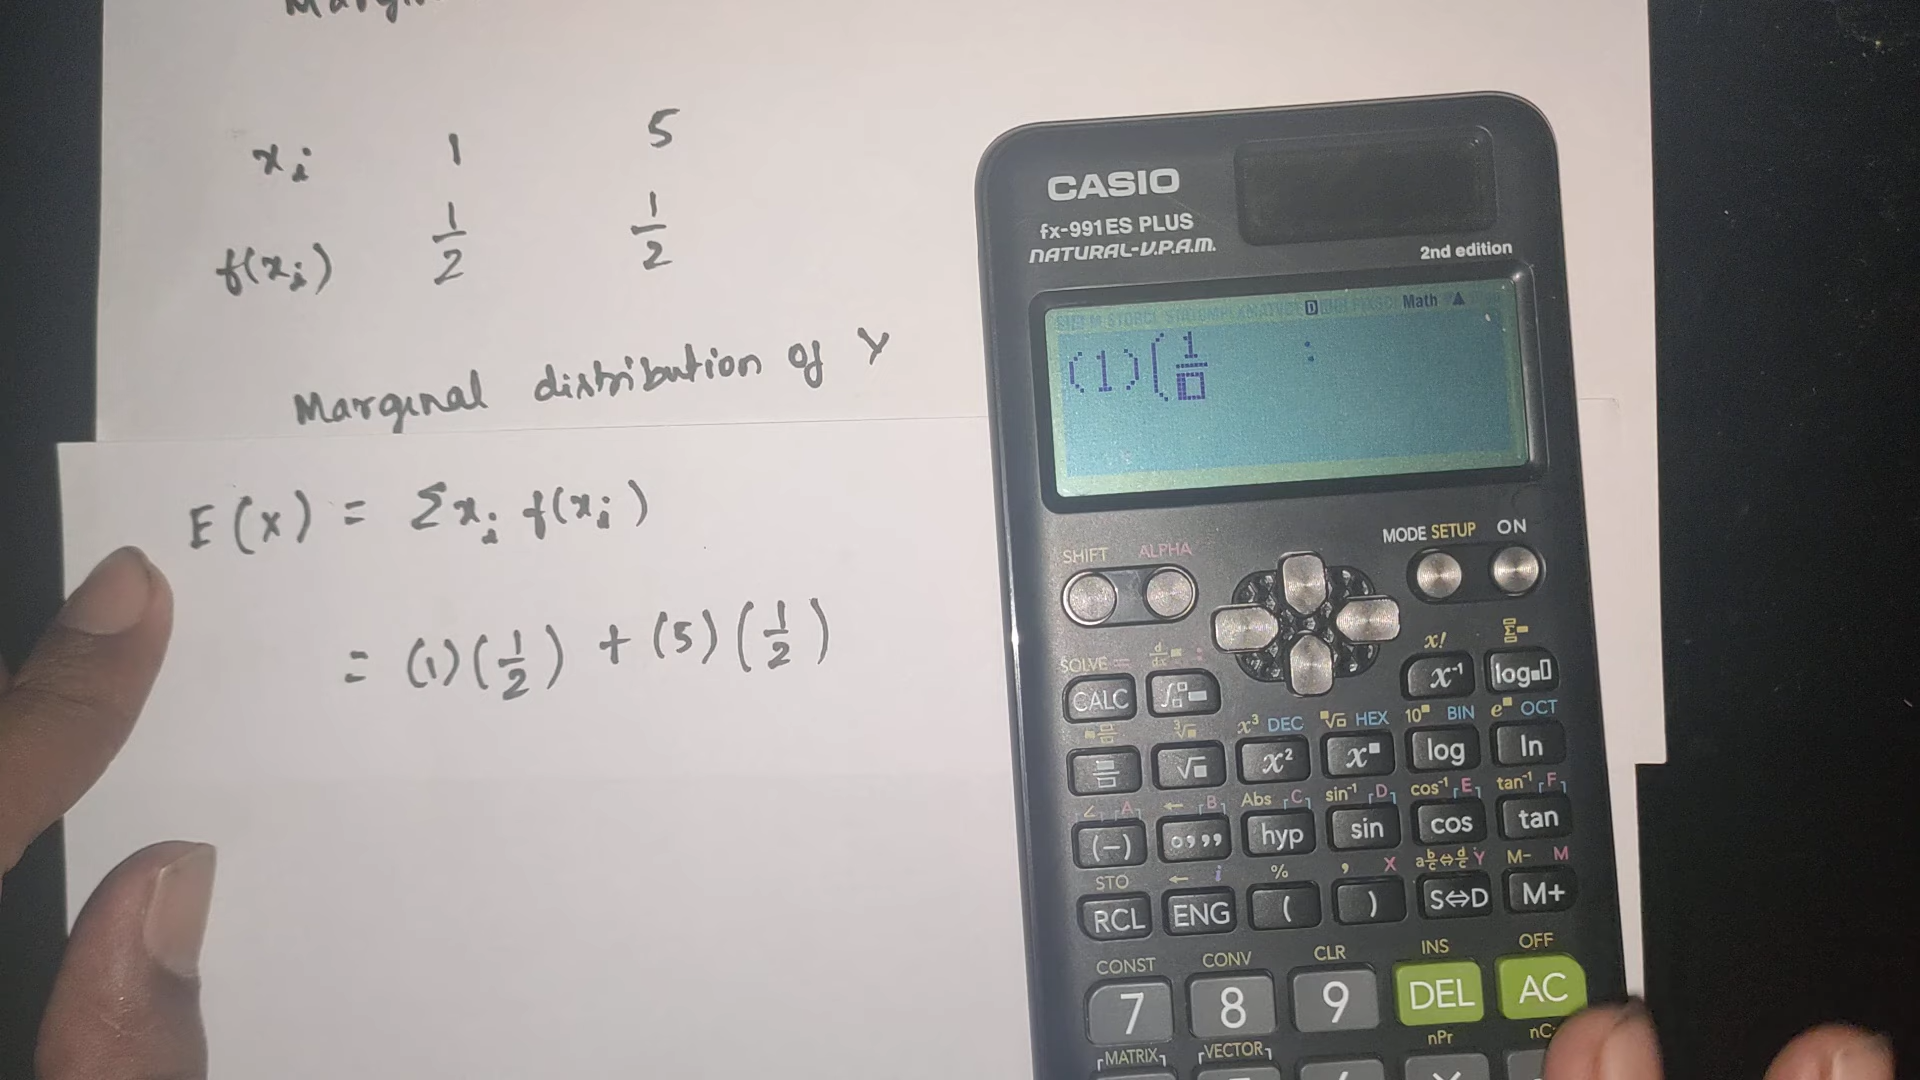 xi 1 5
f(xi) 1/2 1/2
Marginal distribution of Y
E(x) = Σxi f(xi)
= (1)(1/2) + (5)(1/2)
CASIO
fx-991ES PLUS
NATURAL-V.P.A.M.
2nd edition
D Math ▲
(1)(1/□
MODE SETUP ON
SHIFT ALPHA
x!
SOLVE =
CALC x⁻¹ log
x³ DEC HEX 10 BIN e OCT
√ x² x log ln
A B Abs C sin⁻¹ D cos⁻¹ E tan⁻¹ F
(−) hyp sin cos tan
STO i % , X Y M- M
RCL ENG ( ) S⇔D M+
CONST CONV CLR INS OFF
7 8 9 DEL AC
MATRIX VECTOR nPr